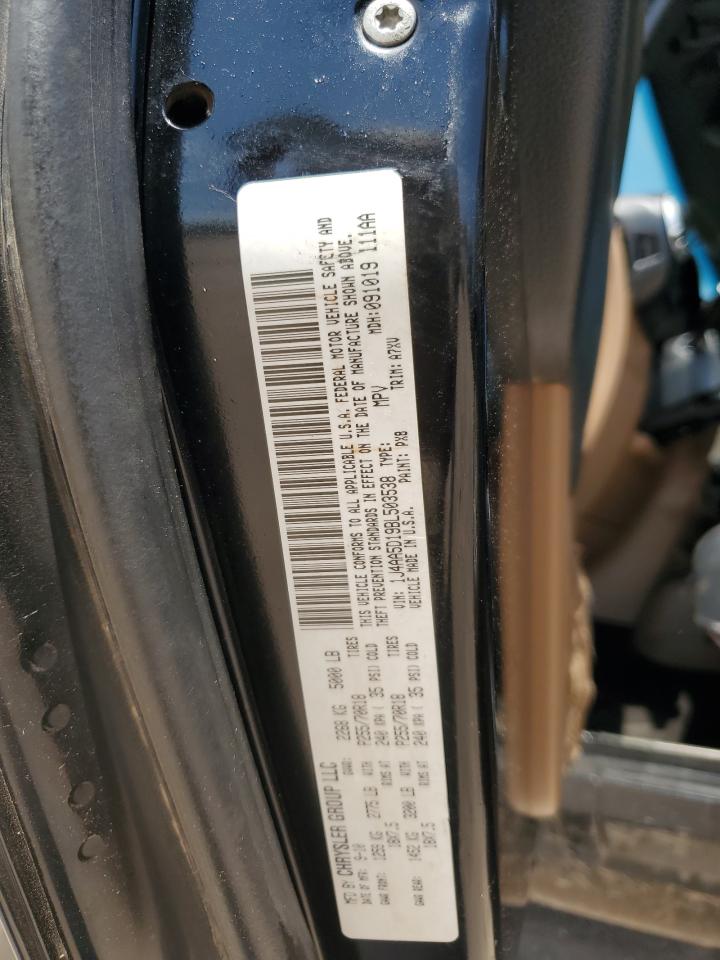 MFD BY CHRYSLER GROUP LLC
DATE OF MFR: 9-10 GVWR: 2268 KG 5000 LB
GAWR FRONT: 1259 KG 2775 LB WITH P255/70R18 TIRES
18X7.5 RIMS AT 240 KPA ( 35 PSI) COLD
GAWR REAR: 1452 KG 3200 LB WITH P255/70R18 TIRES
18X7.5 RIMS AT 240 KPA ( 35 PSI) COLD
THIS VEHICLE CONFORMS TO ALL APPLICABLE U.S.A. FEDERAL MOTOR VEHICLE SAFETY AND
THEFT PREVENTION STANDARDS IN EFFECT ON THE DATE OF MANUFACTURE SHOWN ABOVE.
VIN: 1J4AA5D19BL503538 TYPE: MPV MDH:091019 111AA
VEHICLE MADE IN U.S.A. PAINT: PXB TRIM: A7XV